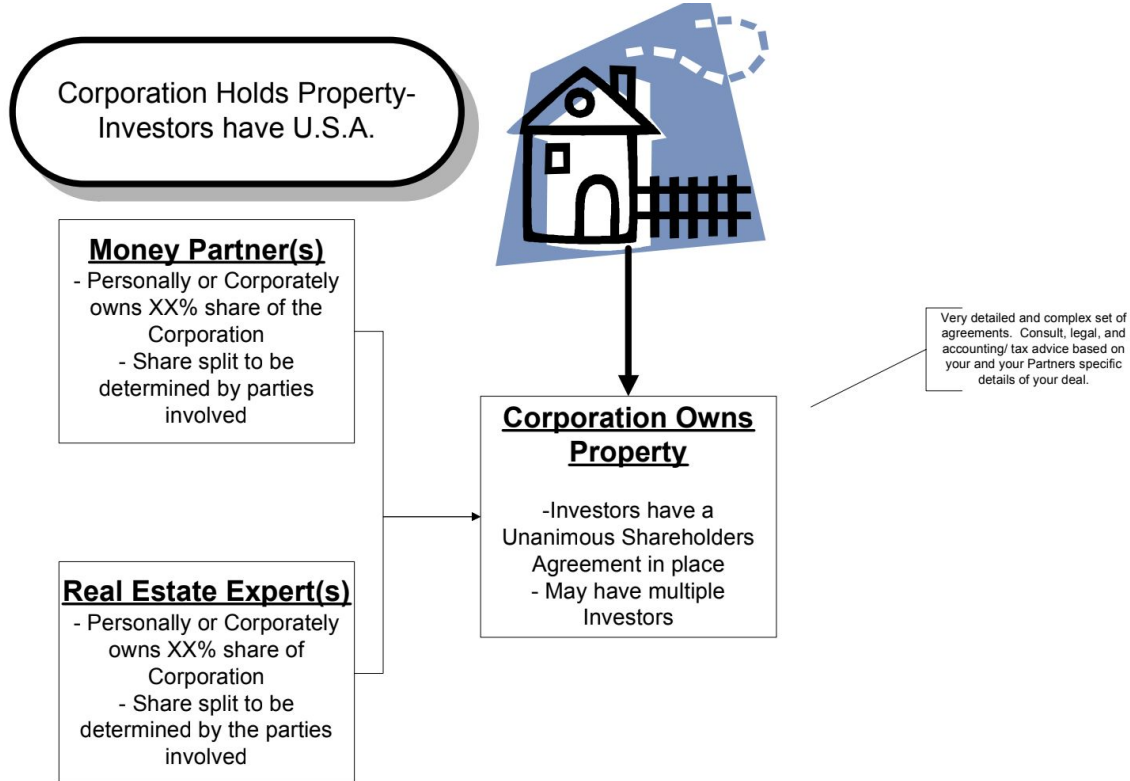 Corporation Holds Property-
Investors have U.S.A.
Money Partner(s)
- Personally or Corporately
owns XX% share of the
Corporation
- Share split to be
determined by parties
involved
Real Estate Expert(s)
- Personally or Corporately
owns XX% share of
Corporation
- Share split to be
determined by the parties
involved
Corporation Owns
Property
-Investors have a
Unanimous Shareholders
Agreement in place
- May have multiple
Investors
Very detailed and complex set of
agreements. Consult, legal, and
accounting/ tax advice based on
your and your Partners specific
details of your deal.